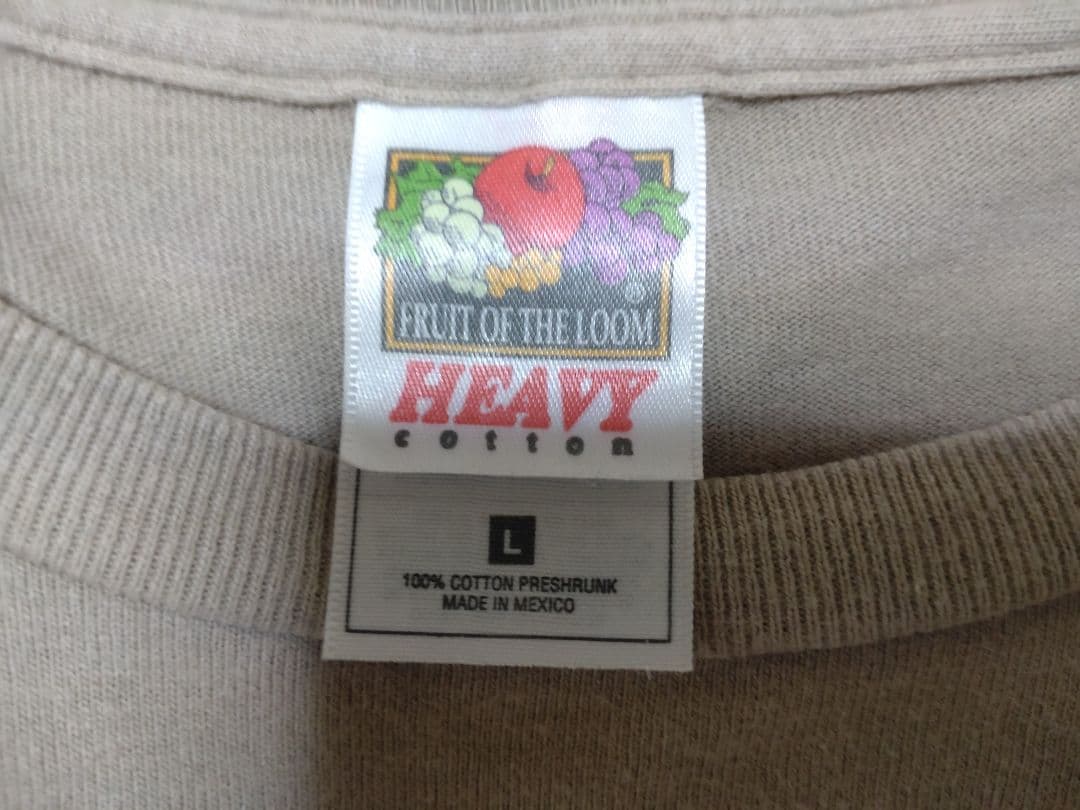 ®
FRUIT OF THE LOOM
HEAVY
cotton
L
100% COTTON PRESHRUNK
MADE IN MEXICO